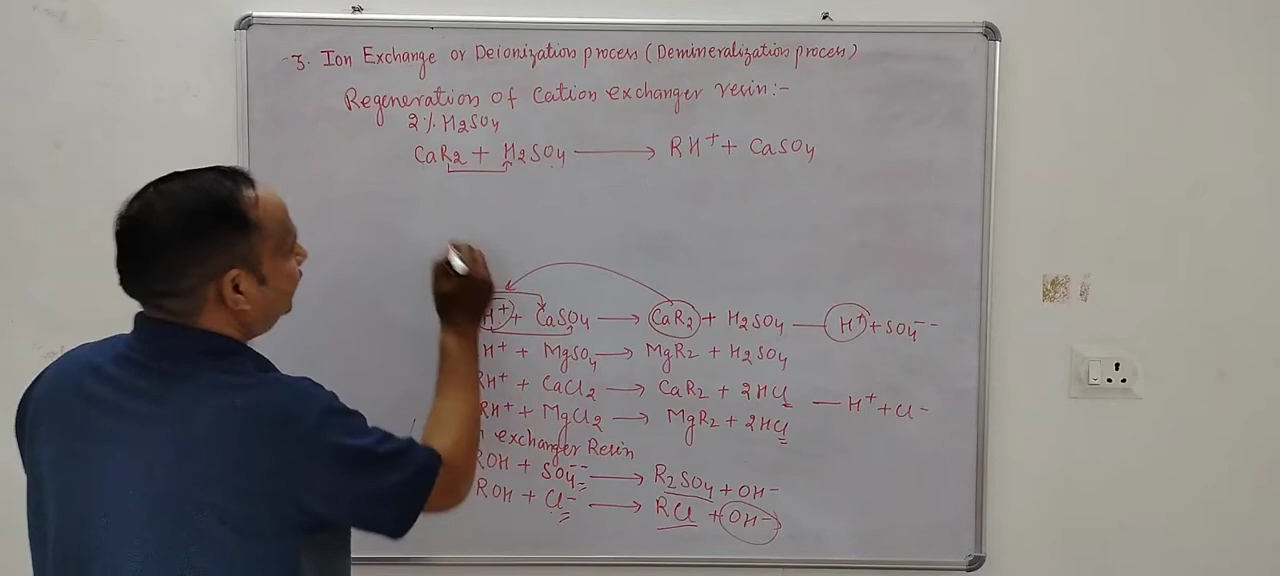 3. Ion Exchange or Deionization process (Demineralization process)
Regeneration of Cation exchanger resin:-
2% H2SO4
CaR2 + H2SO4 ⟶ RH+ + CaSO4
H+ + CaSO4 ⟶ CaR2 + H2SO4 — H+ + SO4--
H+ + MgSO4 ⟶ MgR2 + H2SO4
RH+ + CaCl2 ⟶ CaR2 + 2HCl — H+ + Cl-
RH+ + MgCl2 ⟶ MgR2 + 2HCl
exchanger Resin
ROH + SO4-- ⟶ R2SO4 + OH-
ROH + Cl- ⟶ RCl + OH-